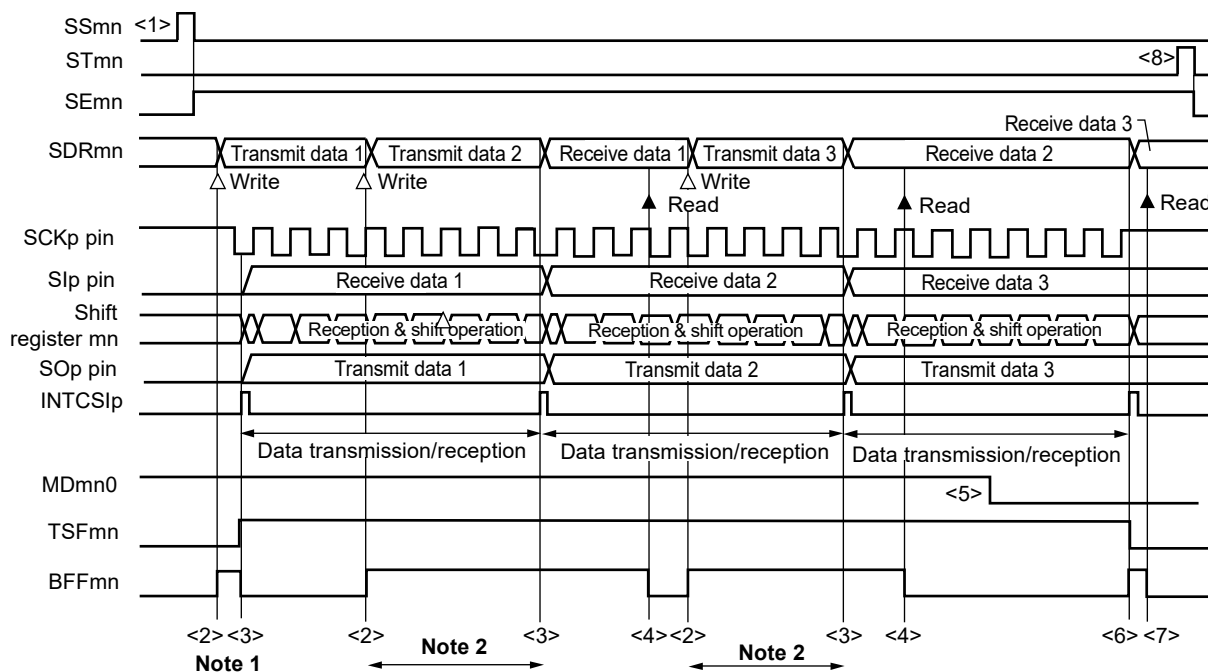 SSmn <1>
STmn <8>
SEmn
Receive data 3
SDRmn Transmit data 1 Transmit data 2 Receive data 1 Transmit data 3 Receive data 2
Write Write Write
Read Read Read
SCKp pin
SIp pin Receive data 1 Receive data 2 Receive data 3
Shift
register mn Reception & shift operation Reception & shift operation Reception & shift operation
SOp pin Transmit data 1 Transmit data 2 Transmit data 3
INTCSIp
Data transmission/reception Data transmission/reception Data transmission/reception
MDmn0 <5>
TSFmn
BFFmn
<2> <3> <2> <3> <4> <2> <3> <4> <6> <7>
Note 1 Note 2 Note 2